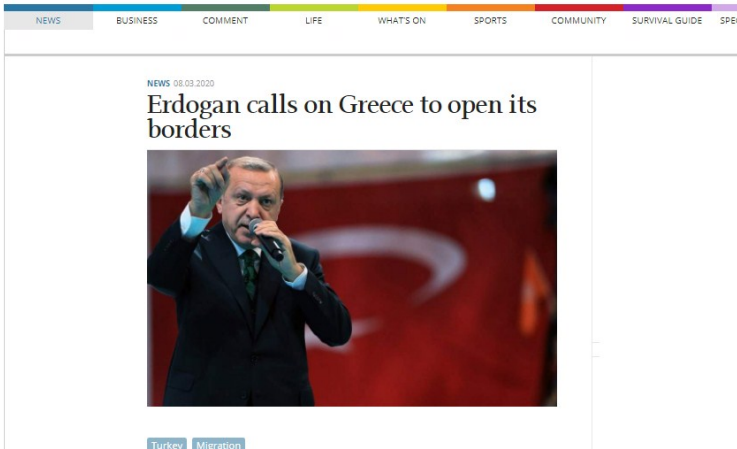 NEWS BUSINESS COMMENT LIFE WHAT'S ON SPORTS COMMUNITY SURVIVAL GUIDE SPE
NEWS 08.03.2020
Erdogan calls on Greece to open its
borders
Turkey Migration